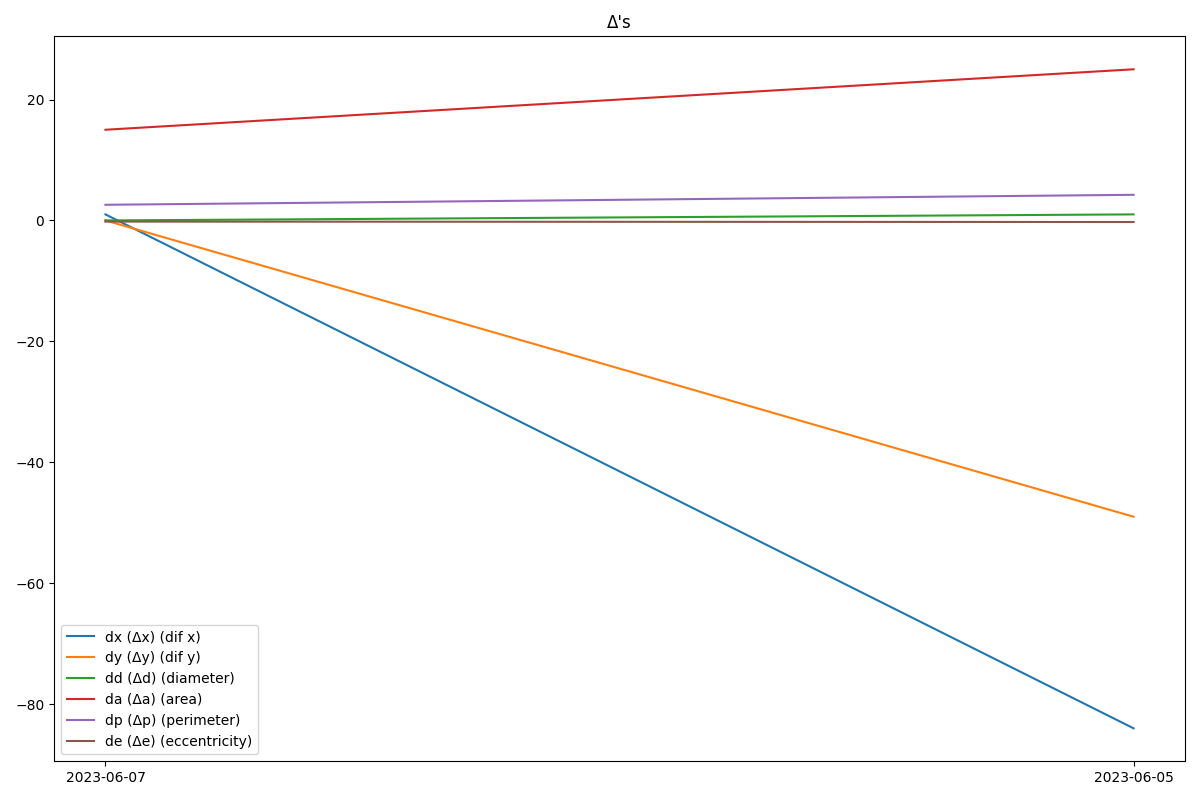 Δ's
20
0
−20
−40
−60
−80
dx (Δx) (dif x)
dy (Δy) (dif y)
dd (Δd) (diameter)
da (Δa) (area)
dp (Δp) (perimeter)
de (Δe) (eccentricity)
2023-06-07 2023-06-05